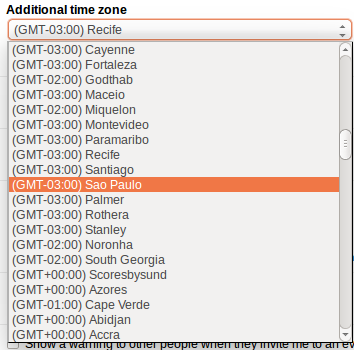 Additional time zone
(GMT-03:00) Recife
(GMT-03:00) Cayenne
(GMT-03:00) Fortaleza
(GMT-02:00) Godthab
(GMT-03:00) Maceio
(GMT-02:00) Miquelon
(GMT-03:00) Montevideo
(GMT-03:00) Paramaribo
(GMT-03:00) Recife
(GMT-03:00) Santiago
(GMT-03:00) Sao Paulo
(GMT-03:00) Palmer
(GMT-03:00) Rothera
(GMT-03:00) Stanley
(GMT-02:00) Noronha
(GMT-02:00) South Georgia
(GMT+00:00) Scoresbysund
(GMT+00:00) Azores
(GMT-01:00) Cape Verde
(GMT+00:00) Abidjan
(GMT+00:00) Accra
Show a warning to other people when they invite me to an ev